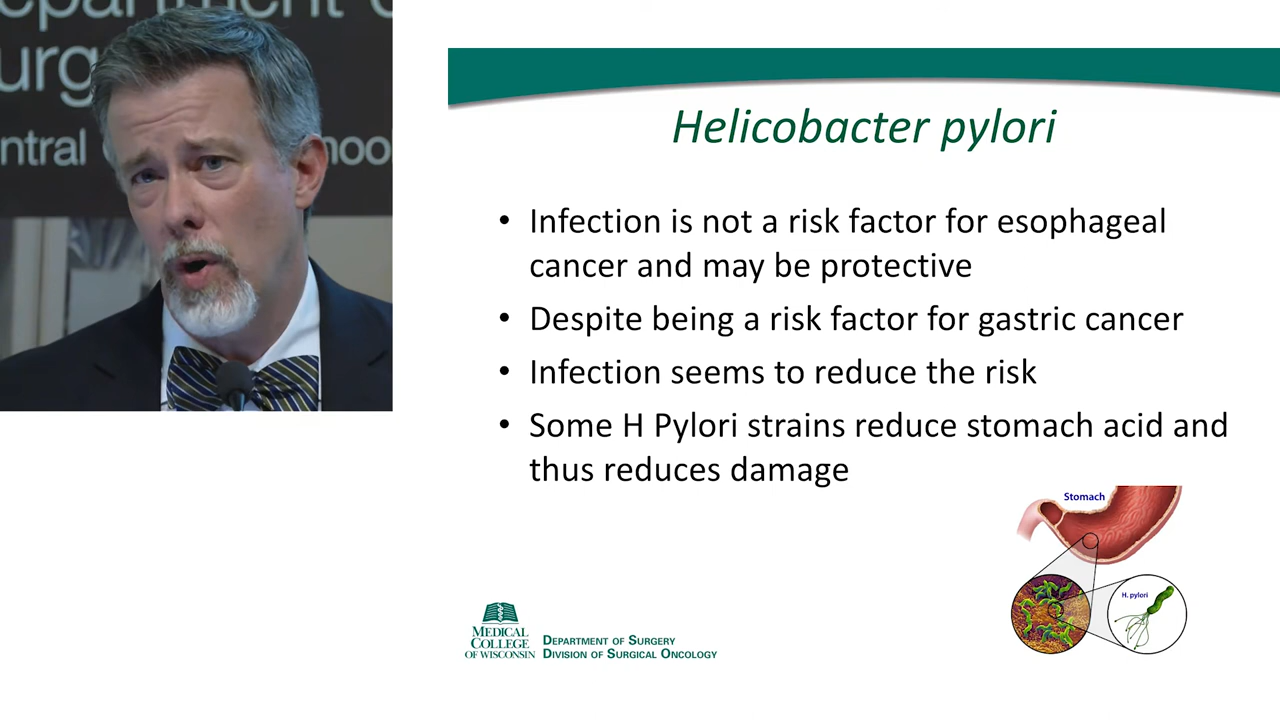 Helicobacter pylori
• Infection is not a risk factor for esophageal
cancer and may be protective
• Despite being a risk factor for gastric cancer
• Infection seems to reduce the risk
• Some H Pylori strains reduce stomach acid and
thus reduces damage
Stomach
H. pylori
MEDICAL
COLLEGE
OF WISCONSIN
DEPARTMENT OF SURGERY
DIVISION OF SURGICAL ONCOLOGY
ntral